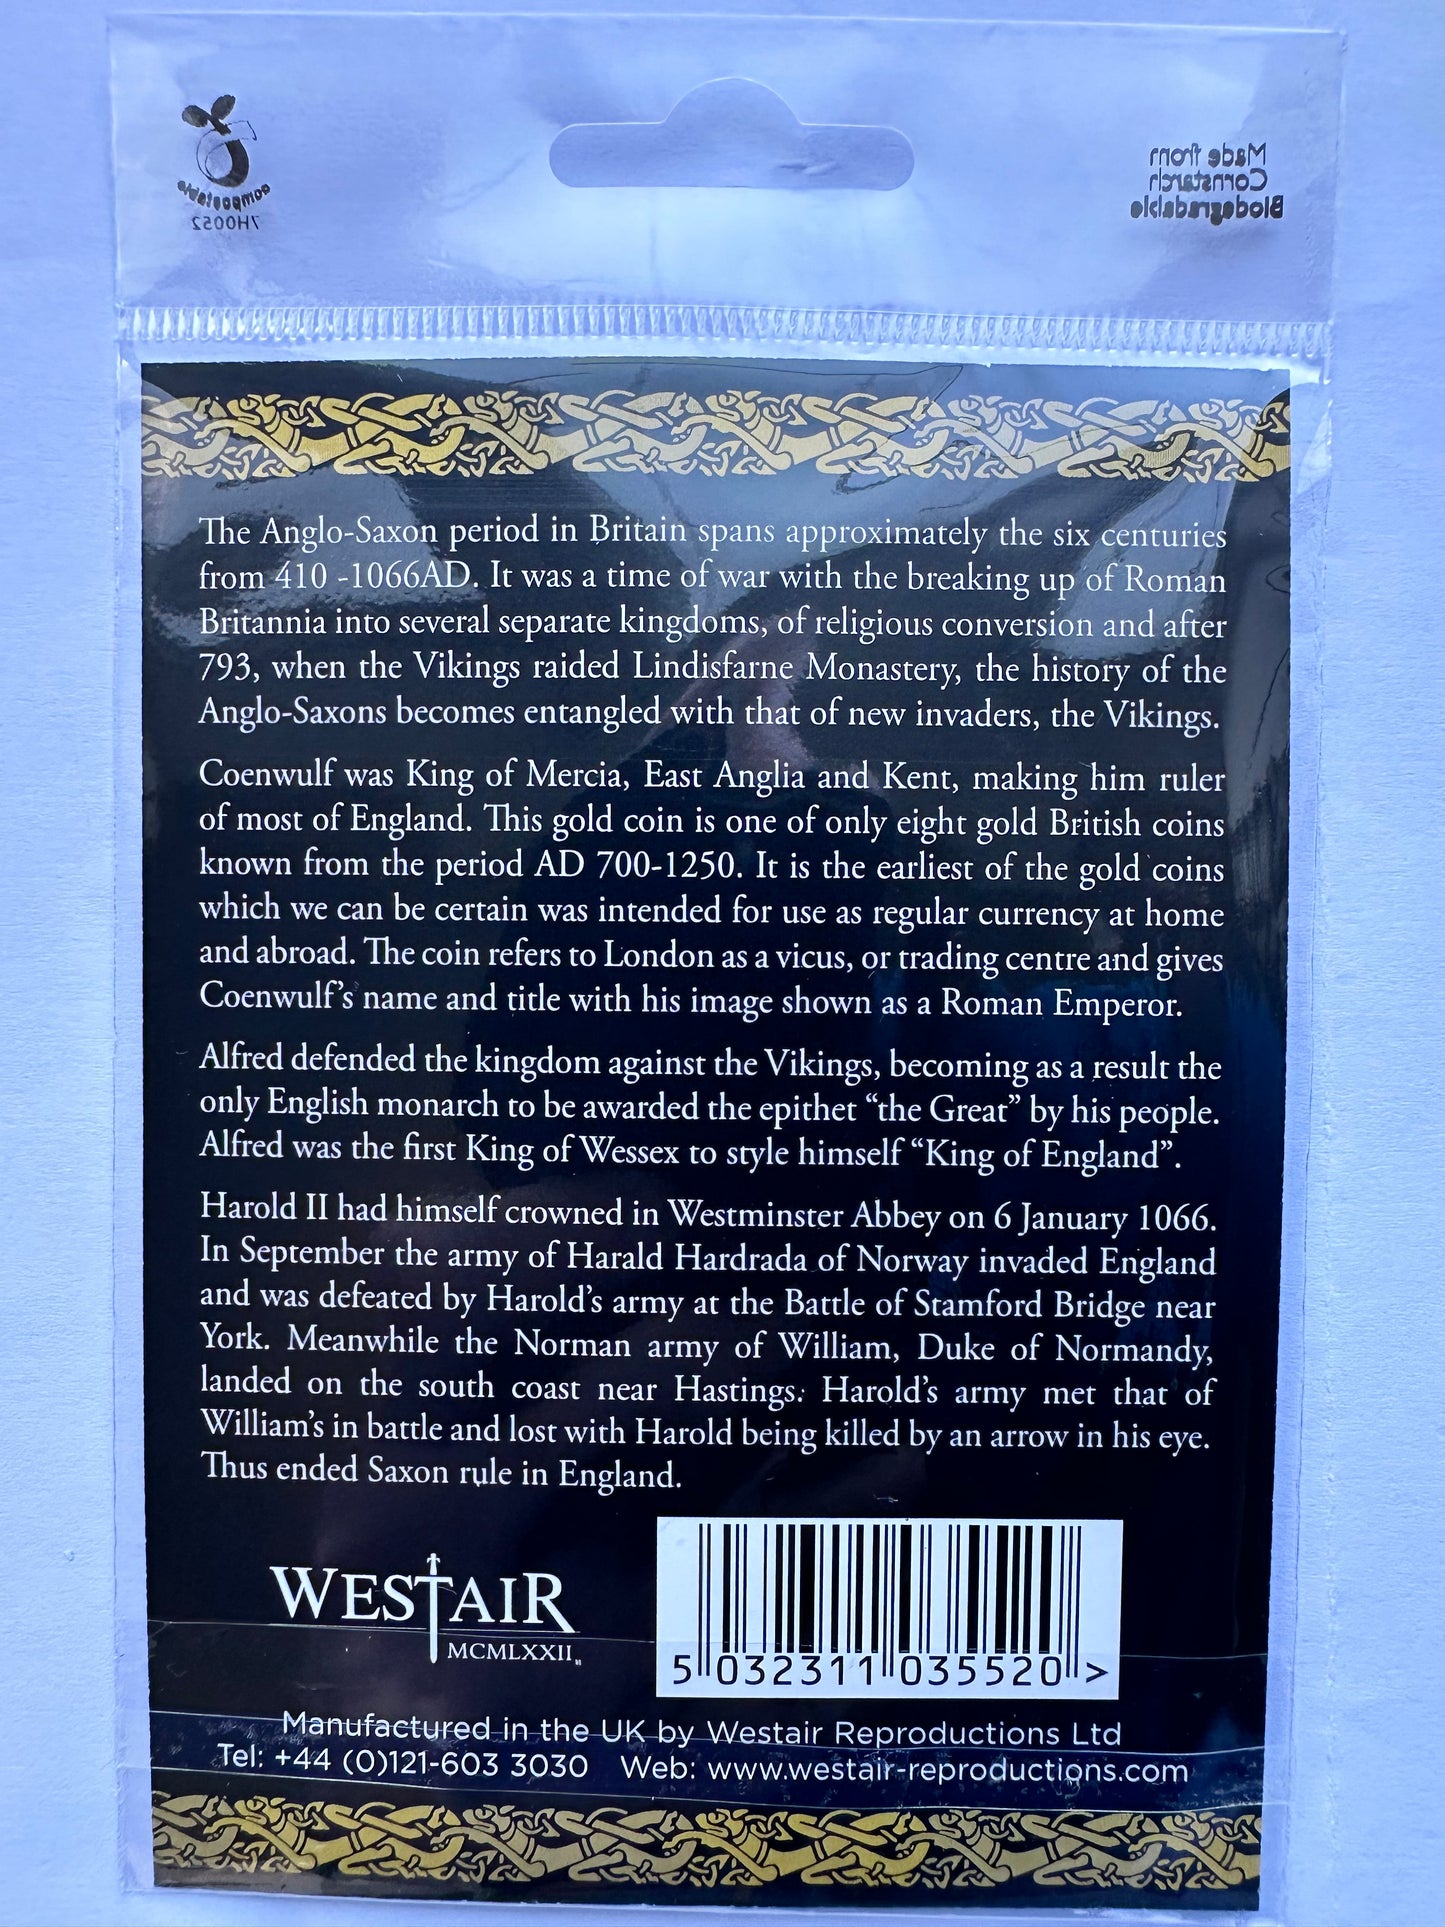 compostable
7H0052
Made from
Cornstarch
Biodegradable
The Anglo-Saxon period in Britain spans approximately the six centuries
from 410 -1066AD. It was a time of war with the breaking up of Roman
Britannia into several separate kingdoms, of religious conversion and after
793, when the Vikings raided Lindisfarne Monastery, the history of the
Anglo-Saxons becomes entangled with that of new invaders, the Vikings.
Coenwulf was King of Mercia, East Anglia and Kent, making him ruler
of most of England. This gold coin is one of only eight gold British coins
known from the period AD 700-1250. It is the earliest of the gold coins
which we can be certain was intended for use as regular currency at home
and abroad. The coin refers to London as a vicus, or trading centre and gives
Coenwulf’s name and title with his image shown as a Roman Emperor.
Alfred defended the kingdom against the Vikings, becoming as a result the
only English monarch to be awarded the epithet “the Great” by his people.
Alfred was the first King of Wessex to style himself “King of England”.
Harold II had himself crowned in Westminster Abbey on 6 January 1066.
In September the army of Harald Hardrada of Norway invaded England
and was defeated by Harold’s army at the Battle of Stamford Bridge near
York. Meanwhile the Norman army of William, Duke of Normandy,
landed on the south coast near Hastings. Harold’s army met that of
William’s in battle and lost with Harold being killed by an arrow in his eye.
Thus ended Saxon rule in England.
WESTAIR
MCMLXXII
5 032311 035520 >
Manufactured in the UK by Westair Reproductions Ltd
Tel: +44 (0)121-603 3030 Web: www.westair-reproductions.com